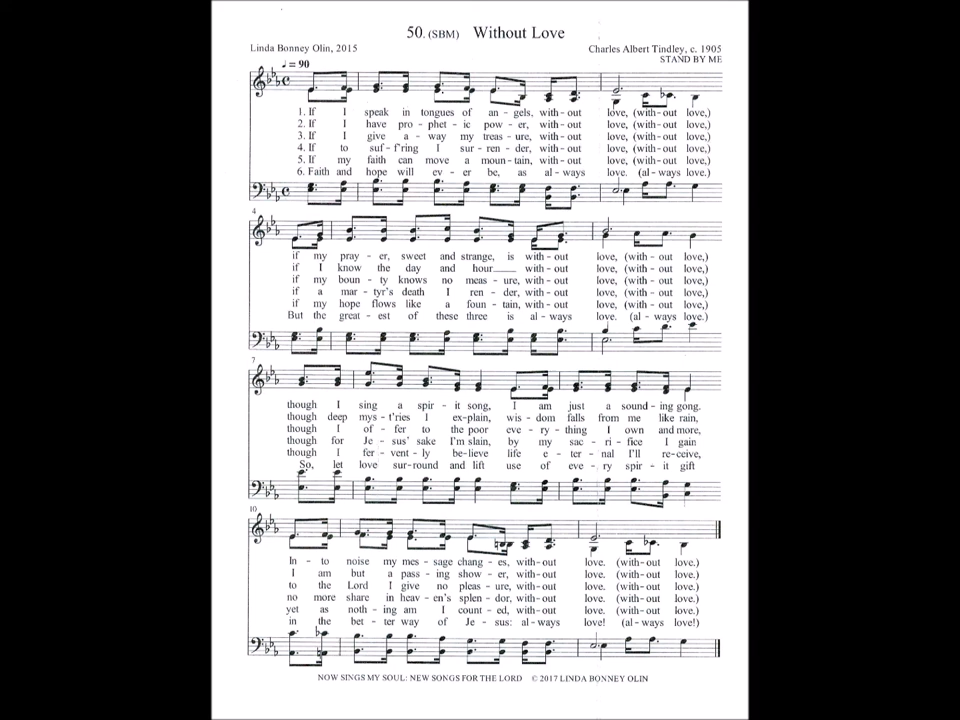 50. (SBM) Without Love
Linda Bonney Olin, 2015 Charles Albert Tindley, c. 1905
STAND BY ME
♩ = 90
1. If I speak in tongues of an - gels, with - out love, (with - out love,)
2. If I have pro - phet - ic pow - er, with - out love, (with - out love,)
3. If I give a - way my treas - ure, with - out love, (with - out love,)
4. If to suf - f'ring I sur - ren - der, with - out love, (with - out love,)
5. If my faith can move a moun - tain, with - out love, (with - out love,)
6. Faith and hope will ev - er be, as al - ways love. (al - ways love.)
4
if my pray - er, sweet and strange, is with - out love, (with - out love,)
if I know the day and hour____ with - out love, (with - out love,)
if my boun - ty knows no meas - ure, with - out love, (with - out love,)
if a mar - tyr's death I ren - der, with - out love, (with - out love,)
if my hope flows like a foun - tain, with - out love, (with - out love,)
But the great - est of these three is al - ways love. (al - ways love.)
7
though I sing a spir - it song, I am just a sound - ing gong.
though deep mys - t'ries I ex - plain, wis - dom falls from me like rain,
though I of - fer to the poor eve - ry - thing I own and more,
though for Je - sus' sake I'm slain, by my sac - ri - fice I gain
though I fer - vent - ly be - lieve life e - ter - nal I'll re - ceive,
So, let love sur - round and lift use of eve - ry spir - it gift
10
In - to noise my mes - sage chang - es, with - out love. (with - out love.)
I am but a pass - ing show - er, with - out love. (with - out love.)
to the Lord I give no pleas - ure, with - out love. (with - out love.)
no more share in heav - en's splen - dor, with - out love. (with - out love.)
yet as noth - ing am I count - ed, with - out love. (with - out love.)
in the bet - ter way of Je - sus: al - ways love! (al - ways love!)
NOW SINGS MY SOUL: NEW SONGS FOR THE LORD © 2017 LINDA BONNEY OLIN